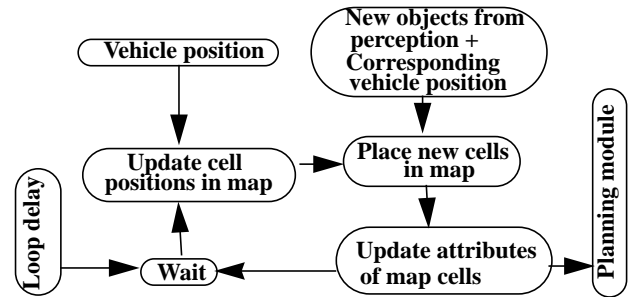 Vehicle position
New objects from
perception +
Corresponding
vehicle position
Update cell
positions in map
Place new cells
in map
Planning module
Loop delay
Wait
Update attributes
of map cells